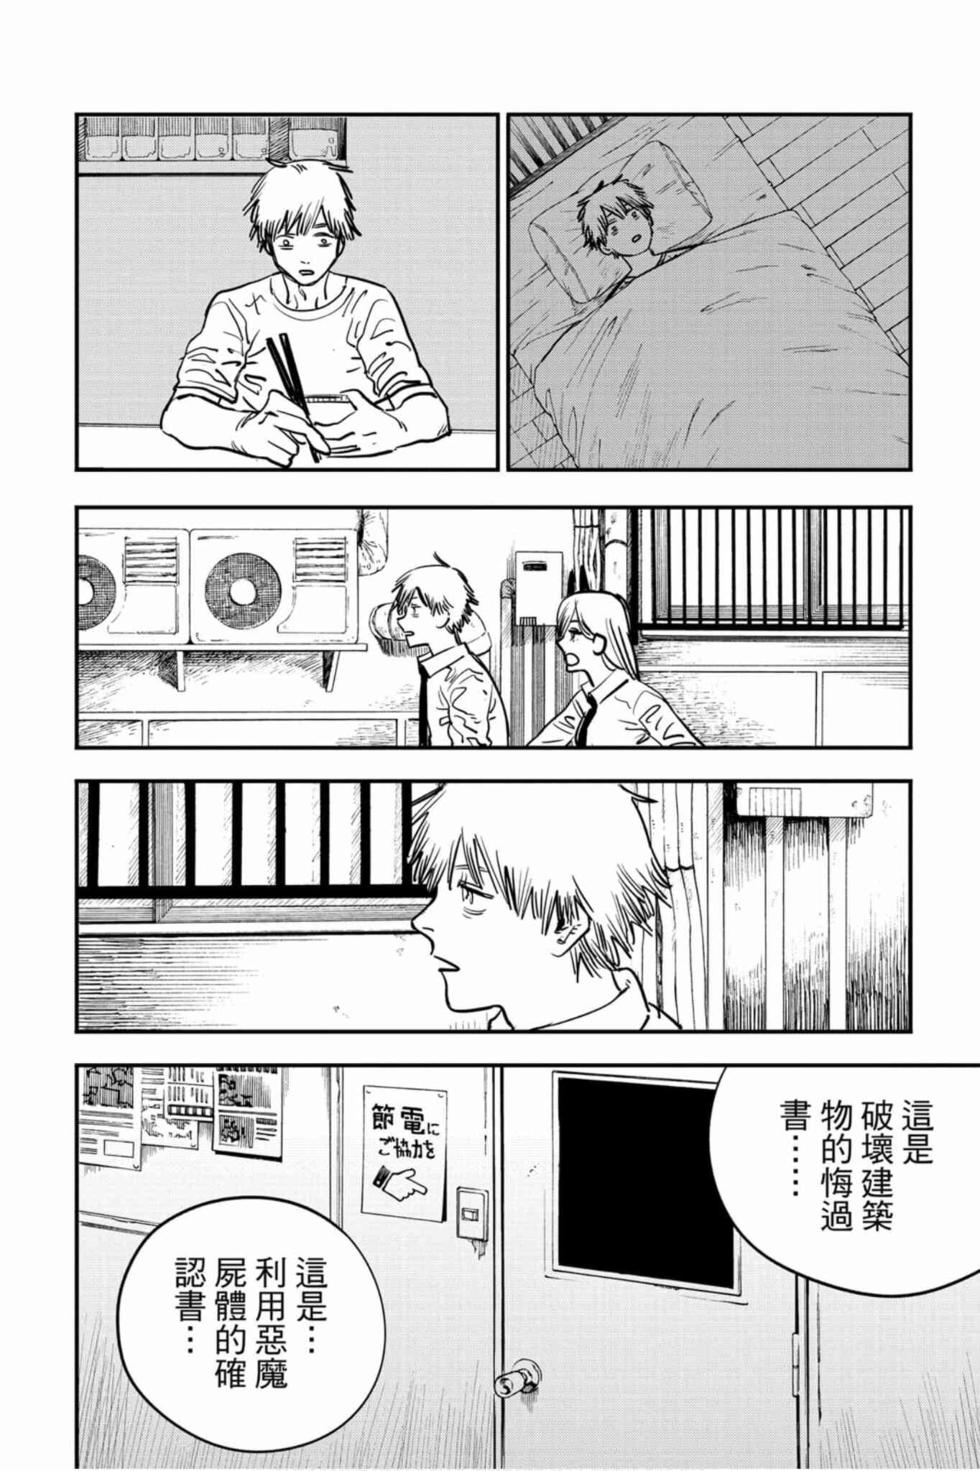 這是
破壞建築
物的悔過
書……
節電に
ご協力を
這是…
利用惡魔
屍體的確
認書…